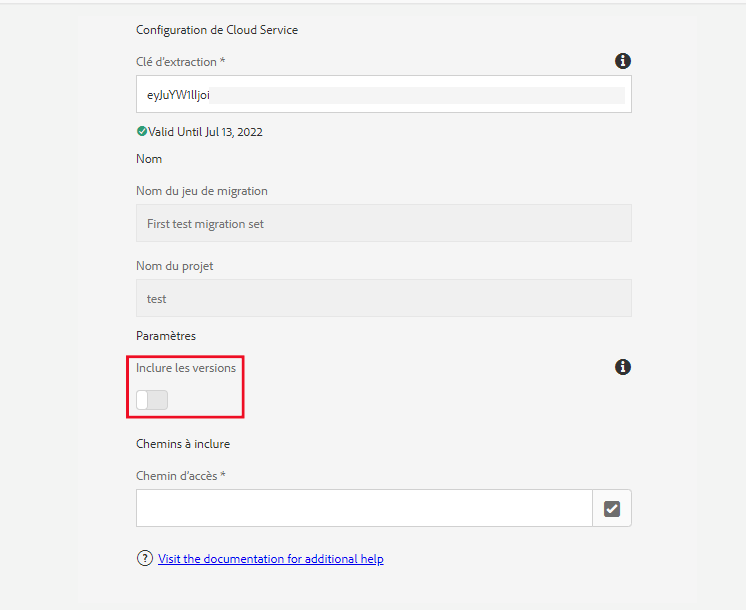 Configuration de Cloud Service
Clé d'extraction *
eyJuYW1lIjoi
Valid Until Jul 13, 2022
Nom
Nom du jeu de migration
First test migration set
Nom du projet
test
Paramètres
Inclure les versions
Chemins à inclure
Chemin d'accès *
Visit the documentation for additional help